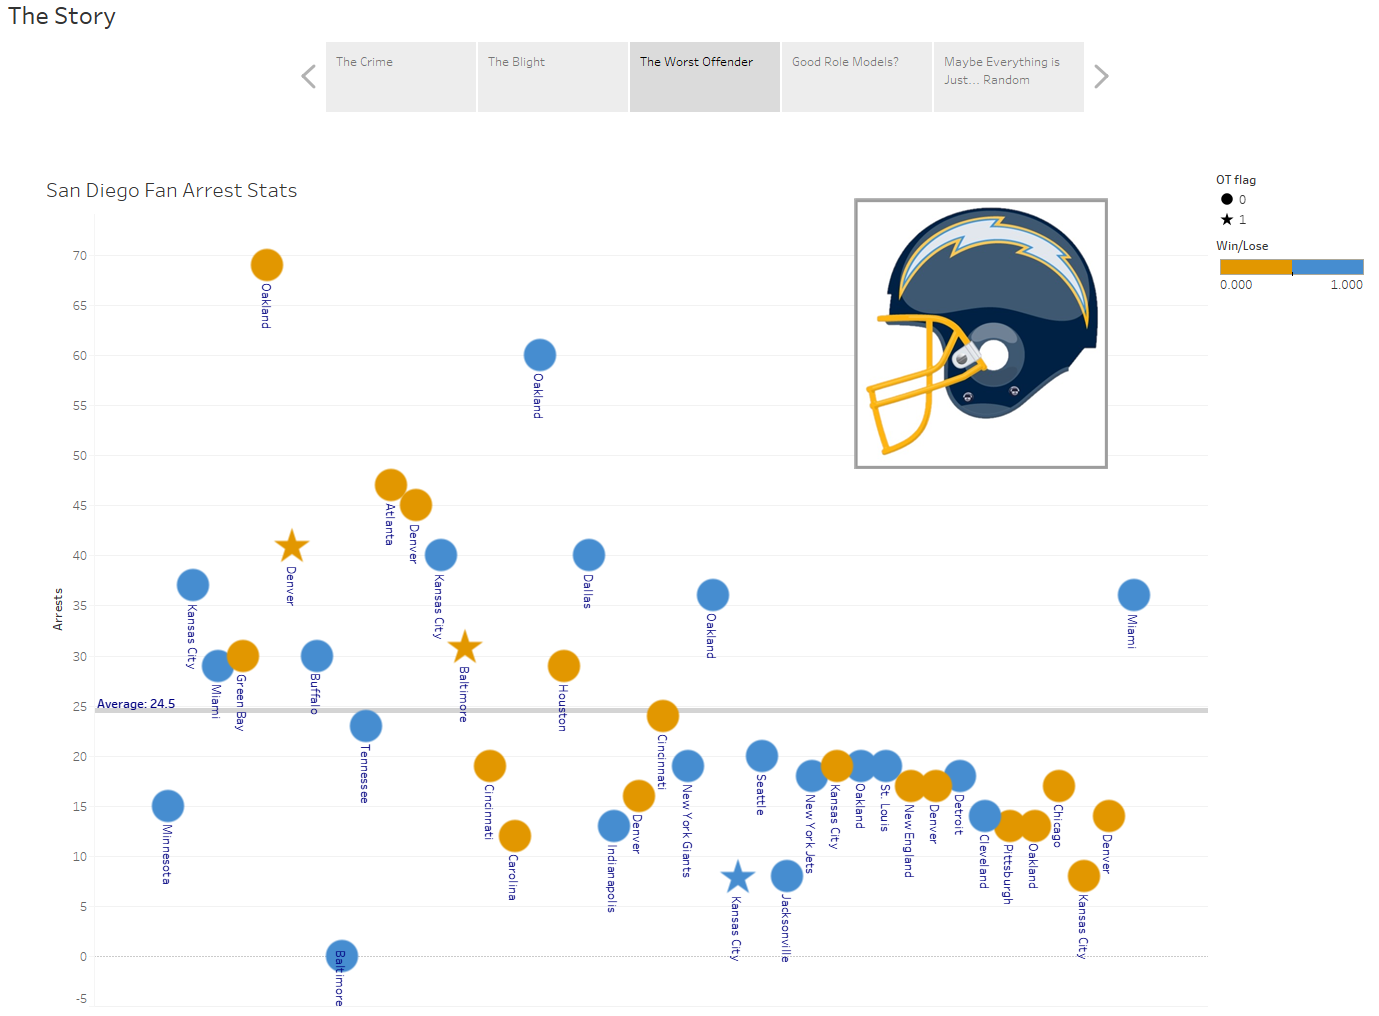 The Story
The Crime
The Blight
The Worst Offender
Good Role Models?
Maybe Everything is
Just... Random
San Diego Fan Arrest Stats
OT flag
0
1
Win/Lose
0.000
1.000
Arrests
70
65
60
55
50
45
40
35
30
25
20
15
10
5
0
-5
Average: 24.5
Minnesota
Kansas City
Miami
Green Bay
Oakland
Denver
Buffalo
Baltimore
Tennessee
Atlanta
Denver
Kansas City
Baltimore
Cincinnati
Carolina
Oakland
Houston
Dallas
Indianapolis
Denver
Cincinnati
New York Giants
Oakland
Kansas City
Seattle
Jacksonville
New York Jets
Kansas City
Oakland
St. Louis
New England
Denver
Detroit
Cleveland
Pittsburgh
Oakland
Chicago
Kansas City
Denver
Miami